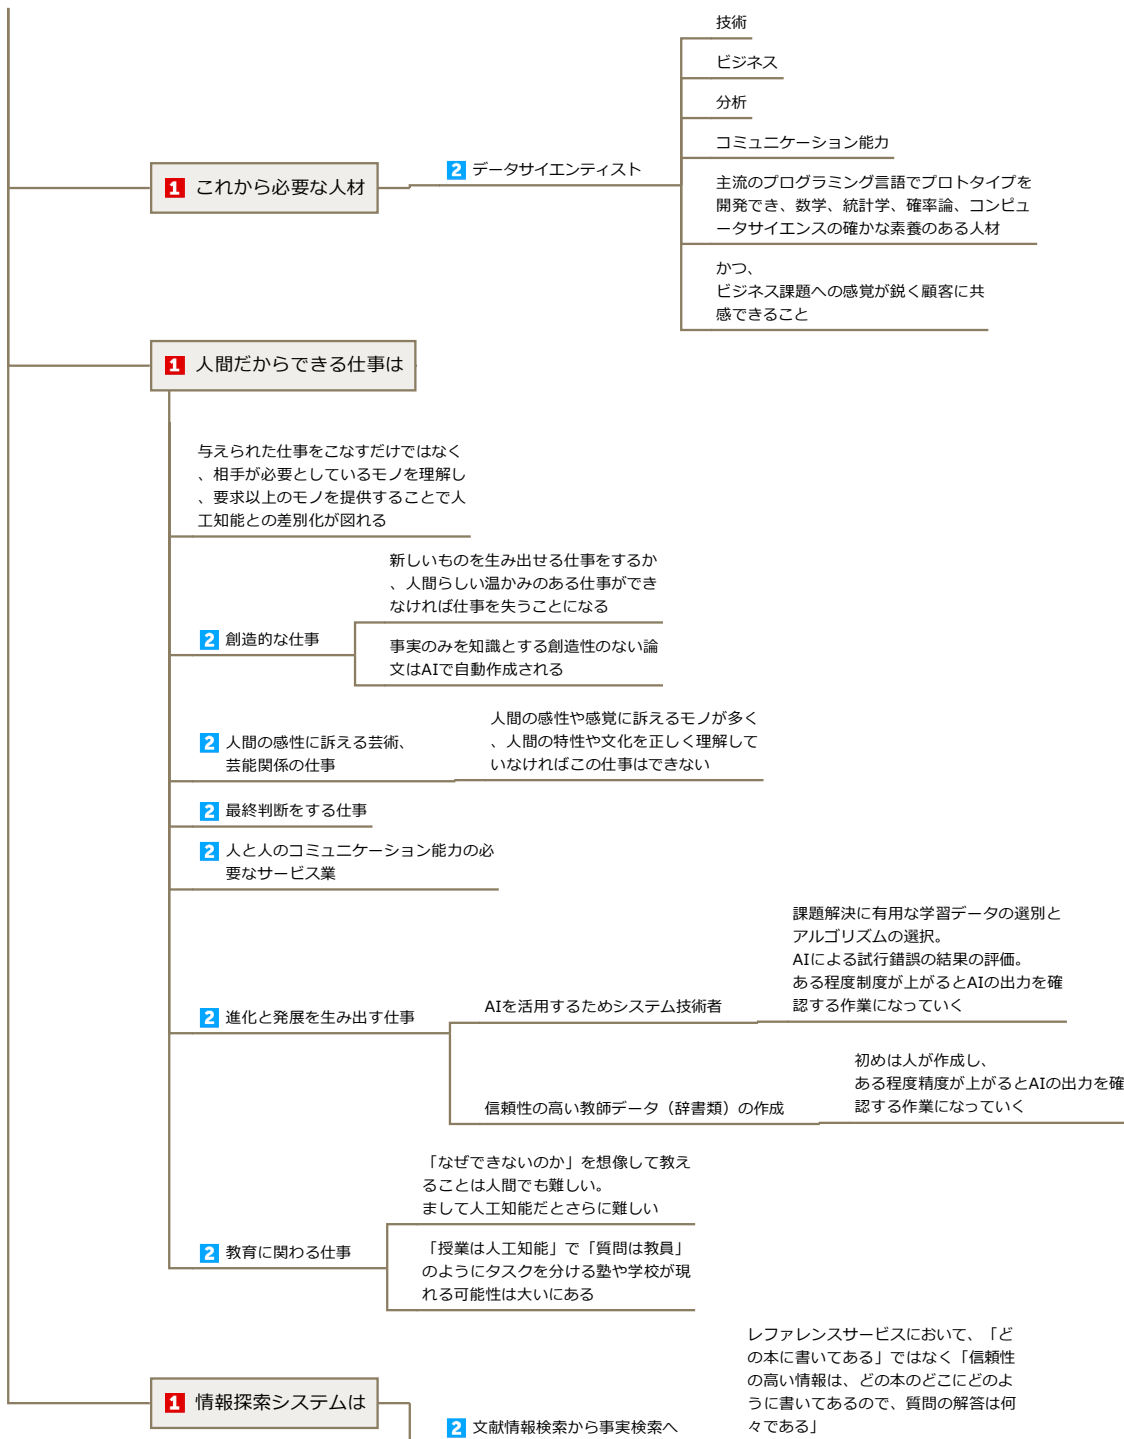 1 これから必要な人材
2 データサイエンティスト
技術
ビジネス
分析
コミュニケーション能力
主流のプログラミング言語でプロトタイプを
開発でき、数学、統計学、確率論、コンピュ
ータサイエンスの確かな素養のある人材
かつ、
ビジネス課題への感覚が鋭く顧客に共
感できること
1 人間だからできる仕事は
与えられた仕事をこなすだけではなく
、相手が必要としているモノを理解し
、要求以上のモノを提供することで人
工知能との差別化が図れる
2 創造的な仕事
新しいものを生み出せる仕事をするか
、人間らしい温かみのある仕事ができ
なければ仕事を失うことになる
事実のみを知識とする創造性のない論
文はAIで自動作成される
2 人間の感性に訴える芸術、
芸能関係の仕事
人間の感性や感覚に訴えるモノが多く
、人間の特性や文化を正しく理解して
いなければこの仕事はできない
2 最終判断をする仕事
2 人と人のコミュニケーション能力の必
要なサービス業
2 進化と発展を生み出す仕事
AIを活用するためシステム技術者
課題解決に有用な学習データの選別と
アルゴリズムの選択。
AIによる試行錯誤の結果の評価。
ある程度制度が上がるとAIの出力を確
認する作業になっていく
信頼性の高い教師データ（辞書類）の作成
初めは人が作成し、
ある程度精度が上がるとAIの出力を確
認する作業になっていく
2 教育に関わる仕事
「なぜできないのか」を想像して教え
ることは人間でも難しい。
まして人工知能だとさらに難しい
「授業は人工知能」で「質問は教員」
のようにタスクを分ける塾や学校が現
れる可能性は大いにある
1 情報探索システムは
2 文献情報検索から事実検索へ
レファレンスサービスにおいて、「ど
の本に書いてある」ではなく「信頼性
の高い情報は、どの本のどこにどのよ
うに書いてあるので、質問の解答は何
々である」